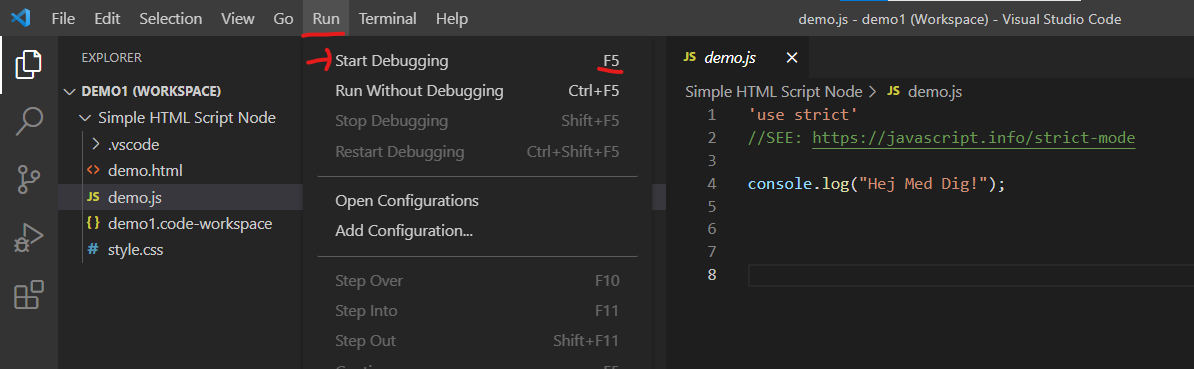 File Edit Selection View Go Run Terminal Help demo.js - demo1 (Workspace) - Visual Studio Code
EXPLORER
DEMO1 (WORKSPACE)
Simple HTML Script Node
.vscode
demo.html
demo.js
demo1.code-workspace
style.css
Start Debugging F5
Run Without Debugging Ctrl+F5
Stop Debugging Shift+F5
Restart Debugging Ctrl+Shift+F5
Open Configurations
Add Configuration...
Step Over F10
Step Into F11
Step Out Shift+F11
JS demo.js
Simple HTML Script Node > JS demo.js
1 'use strict'
2 //SEE: https://javascript.info/strict-mode
3
4 console.log("Hej Med Dig!");
5
6
7
8